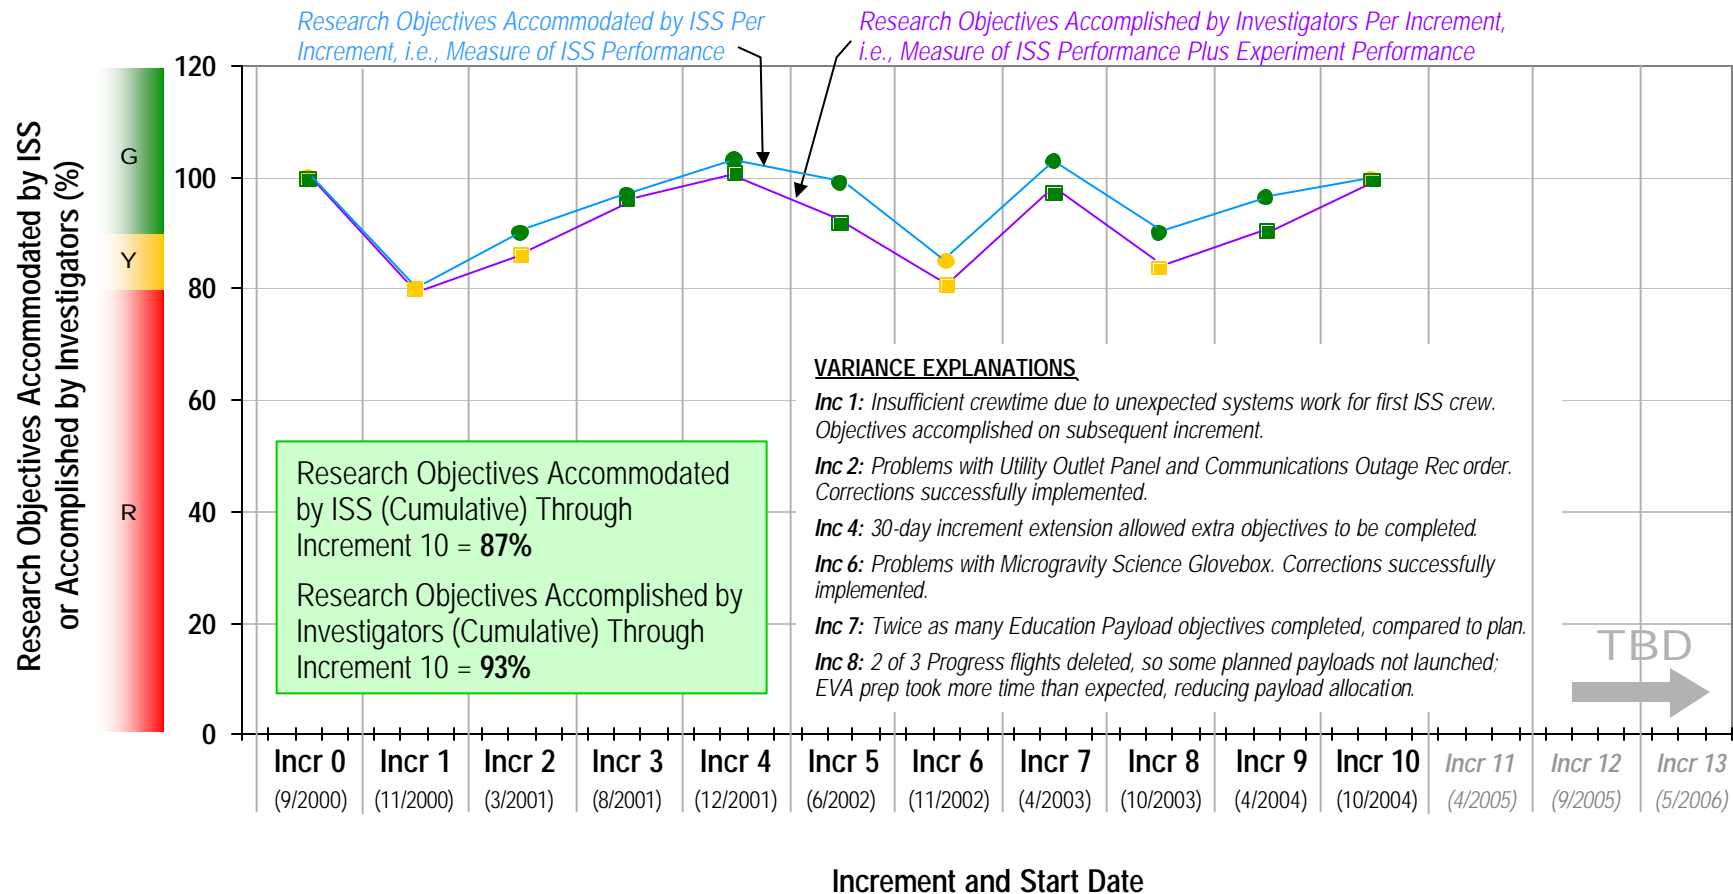 Research Objectives Accommodated by ISS Per
Increment, i.e., Measure of ISS Performance
Research Objectives Accomplished by Investigators Per Increment,
i.e., Measure of ISS Performance Plus Experiment Performance
Research Objectives Accommodated by ISS
or Accomplished by Investigators (%)
G
Y
R
120
100
80
60
40
20
0
VARIANCE EXPLANATIONS
Inc 1: Insufficient crewtime due to unexpected systems work for first ISS crew.
Objectives accomplished on subsequent increment.
Inc 2: Problems with Utility Outlet Panel and Communications Outage Rec order.
Corrections successfully implemented.
Inc 4: 30-day increment extension allowed extra objectives to be completed.
Inc 6: Problems with Microgravity Science Glovebox. Corrections successfully
implemented.
Inc 7: Twice as many Education Payload objectives completed, compared to plan.
Inc 8: 2 of 3 Progress flights deleted, so some planned payloads not launched;
EVA prep took more time than expected, reducing payload allocation.
Research Objectives Accommodated
by ISS (Cumulative) Through
Increment 10 = 87%
Research Objectives Accomplished by
Investigators (Cumulative) Through
Increment 10 = 93%
TBD
Incr 0 Incr 1 Incr 2 Incr 3 Incr 4 Incr 5 Incr 6 Incr 7 Incr 8 Incr 9 Incr 10 Incr 11 Incr 12 Incr 13
(9/2000) (11/2000) (3/2001) (8/2001) (12/2001) (6/2002) (11/2002) (4/2003) (10/2003) (4/2004) (10/2004) (4/2005) (9/2005) (5/2006)
Increment and Start Date